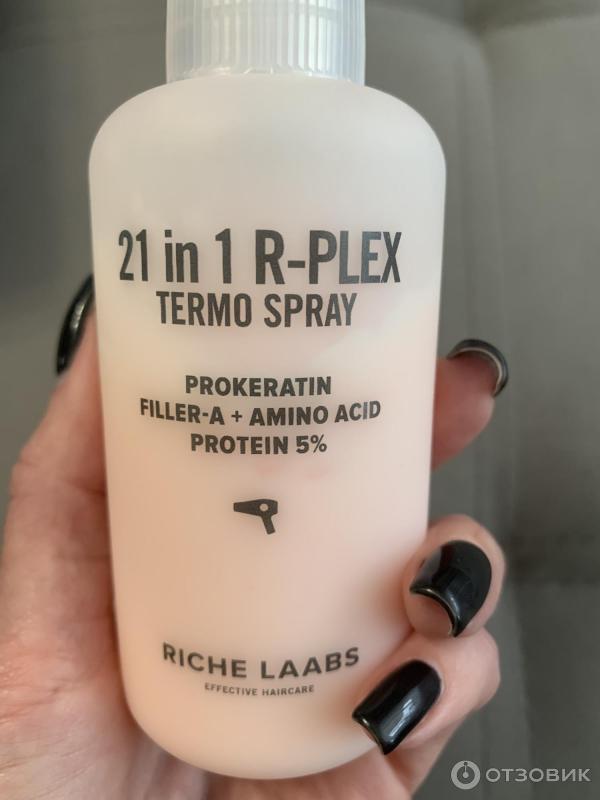 21 in 1 R-PLEX
TERMO SPRAY
PROKERATIN
FILLER-A + AMINO ACID
PROTEIN 5%
RICHE LAABS
EFFECTIVE HAIRCARE
ОТЗОВИК